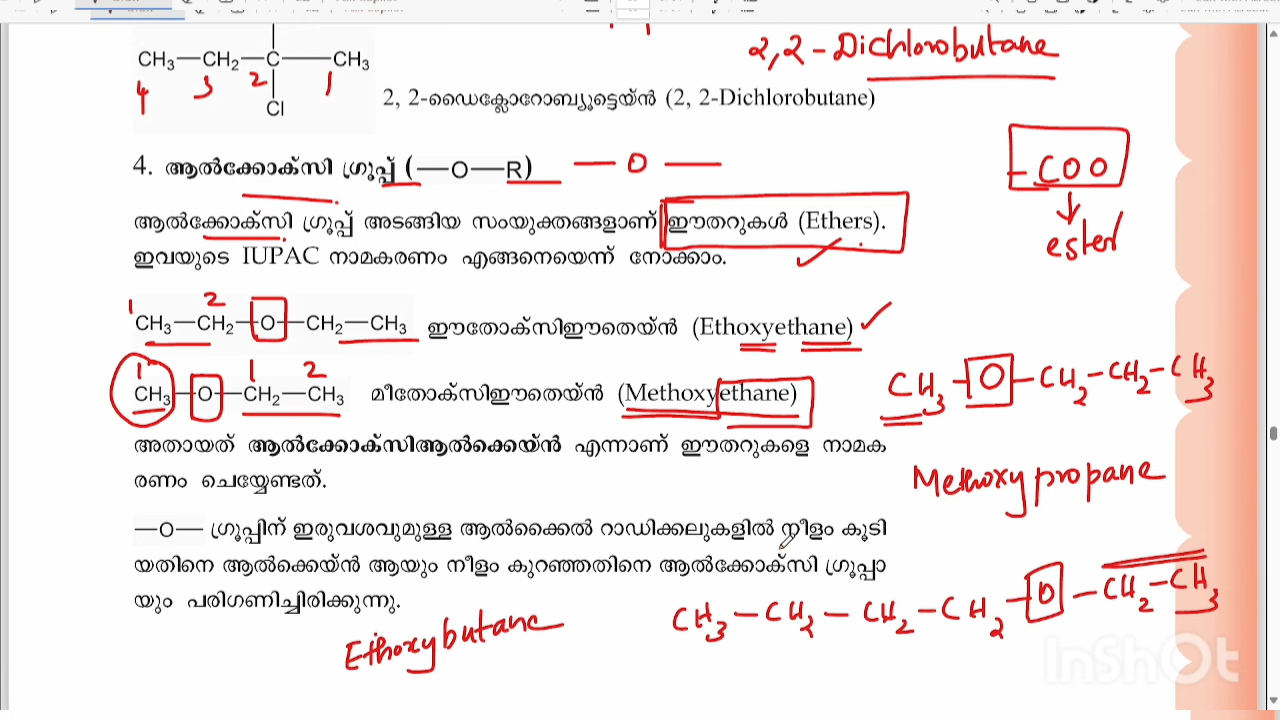 2,2-Dichlorobutane
CH3—CH2—C—CH3
4 3 2 1
Cl
2, 2-ഡൈക്ലോറോബ്യൂട്ടെയ്ൻ (2, 2-Dichlorobutane)
4. ആൽക്കോക്സി ഗ്രൂപ്പ് (—O—R) —O—
-COO
ester
ആൽക്കോക്സി ഗ്രൂപ്പ് അടങ്ങിയ സംയുക്തങ്ങളാണ് ഈതറുകൾ (Ethers).
ഇവയുടെ IUPAC നാമകരണം എങ്ങനെയെന്ന് നോക്കാം.
1 2
CH3—CH2—O—CH2—CH3 ഈതോക്സിഈതെയ്ൻ (Ethoxyethane)
1 1 2
CH3—O—CH2—CH3 മീതോക്സിഈതെയ്ൻ (Methoxyethane)
CH3-O-CH2-CH2-CH3
അതായത് ആൽക്കോക്സിആൽക്കെയ്ൻ എന്നാണ് ഈതറുകളെ നാമക
രണം ചെയ്യേണ്ടത്.
Methoxypropane
—O— ഗ്രൂപ്പിന് ഇരുവശവുമുള്ള ആൽക്കൈൽ റാഡിക്കലുകളിൽ നീളം കൂടി
യതിനെ ആൽക്കെയ്ൻ ആയും നീളം കുറഞ്ഞതിനെ ആൽക്കോക്സി ഗ്രൂപ്പാ
യും പരിഗണിച്ചിരിക്കുന്നു.
CH3-CH2-CH2-CH2-O-CH2-CH3
Ethoxybutane
InShOt